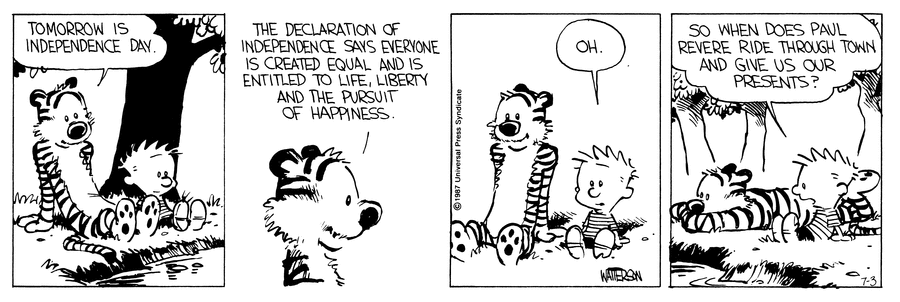 TOMORROW IS
INDEPENDENCE DAY.
THE DECLARATION OF
INDEPENDENCE SAYS EVERYONE
IS CREATED EQUAL AND IS
ENTITLED TO LIFE, LIBERTY
AND THE PURSUIT
OF HAPPINESS.
© 1987 Universal Press Syndicate
OH.
WATTERSON
SO WHEN DOES PAUL
REVERE RIDE THROUGH TOWN
AND GIVE US OUR
PRESENTS?
7-3